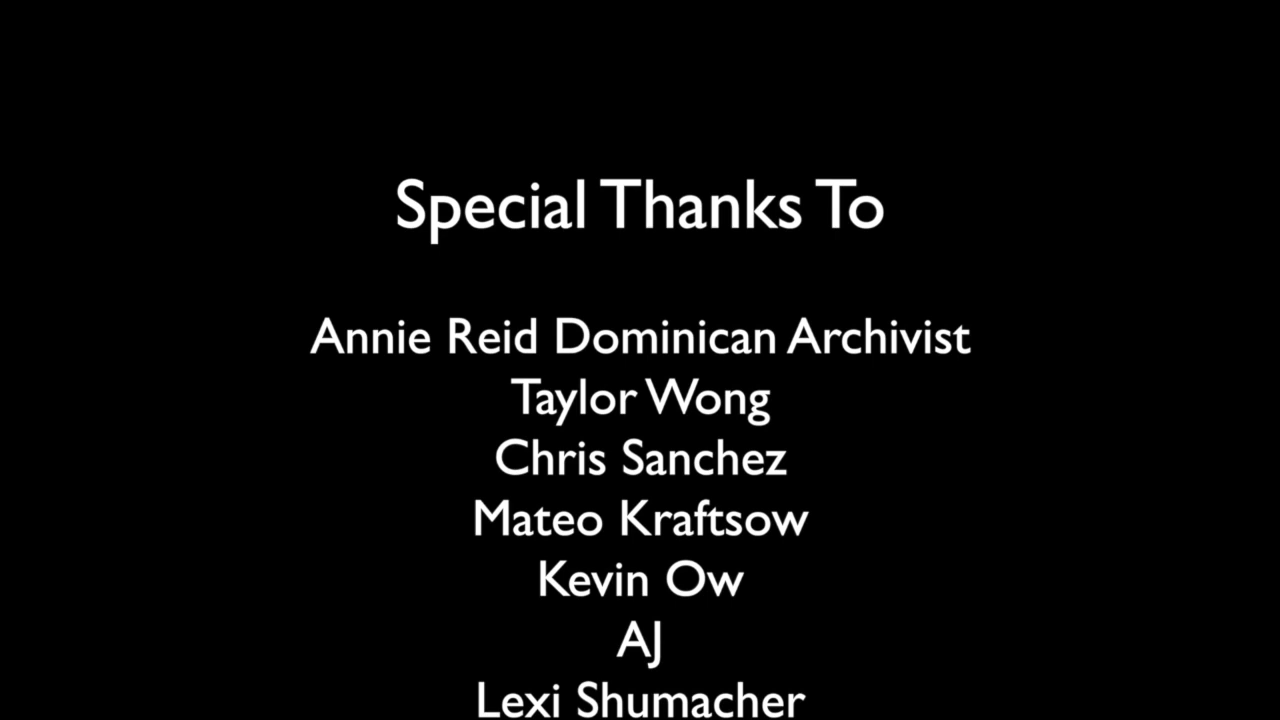 Special Thanks To
Annie Reid Dominican Archivist
Taylor Wong
Chris Sanchez
Mateo Kraftsow
Kevin Ow
AJ
Lexi Shumacher